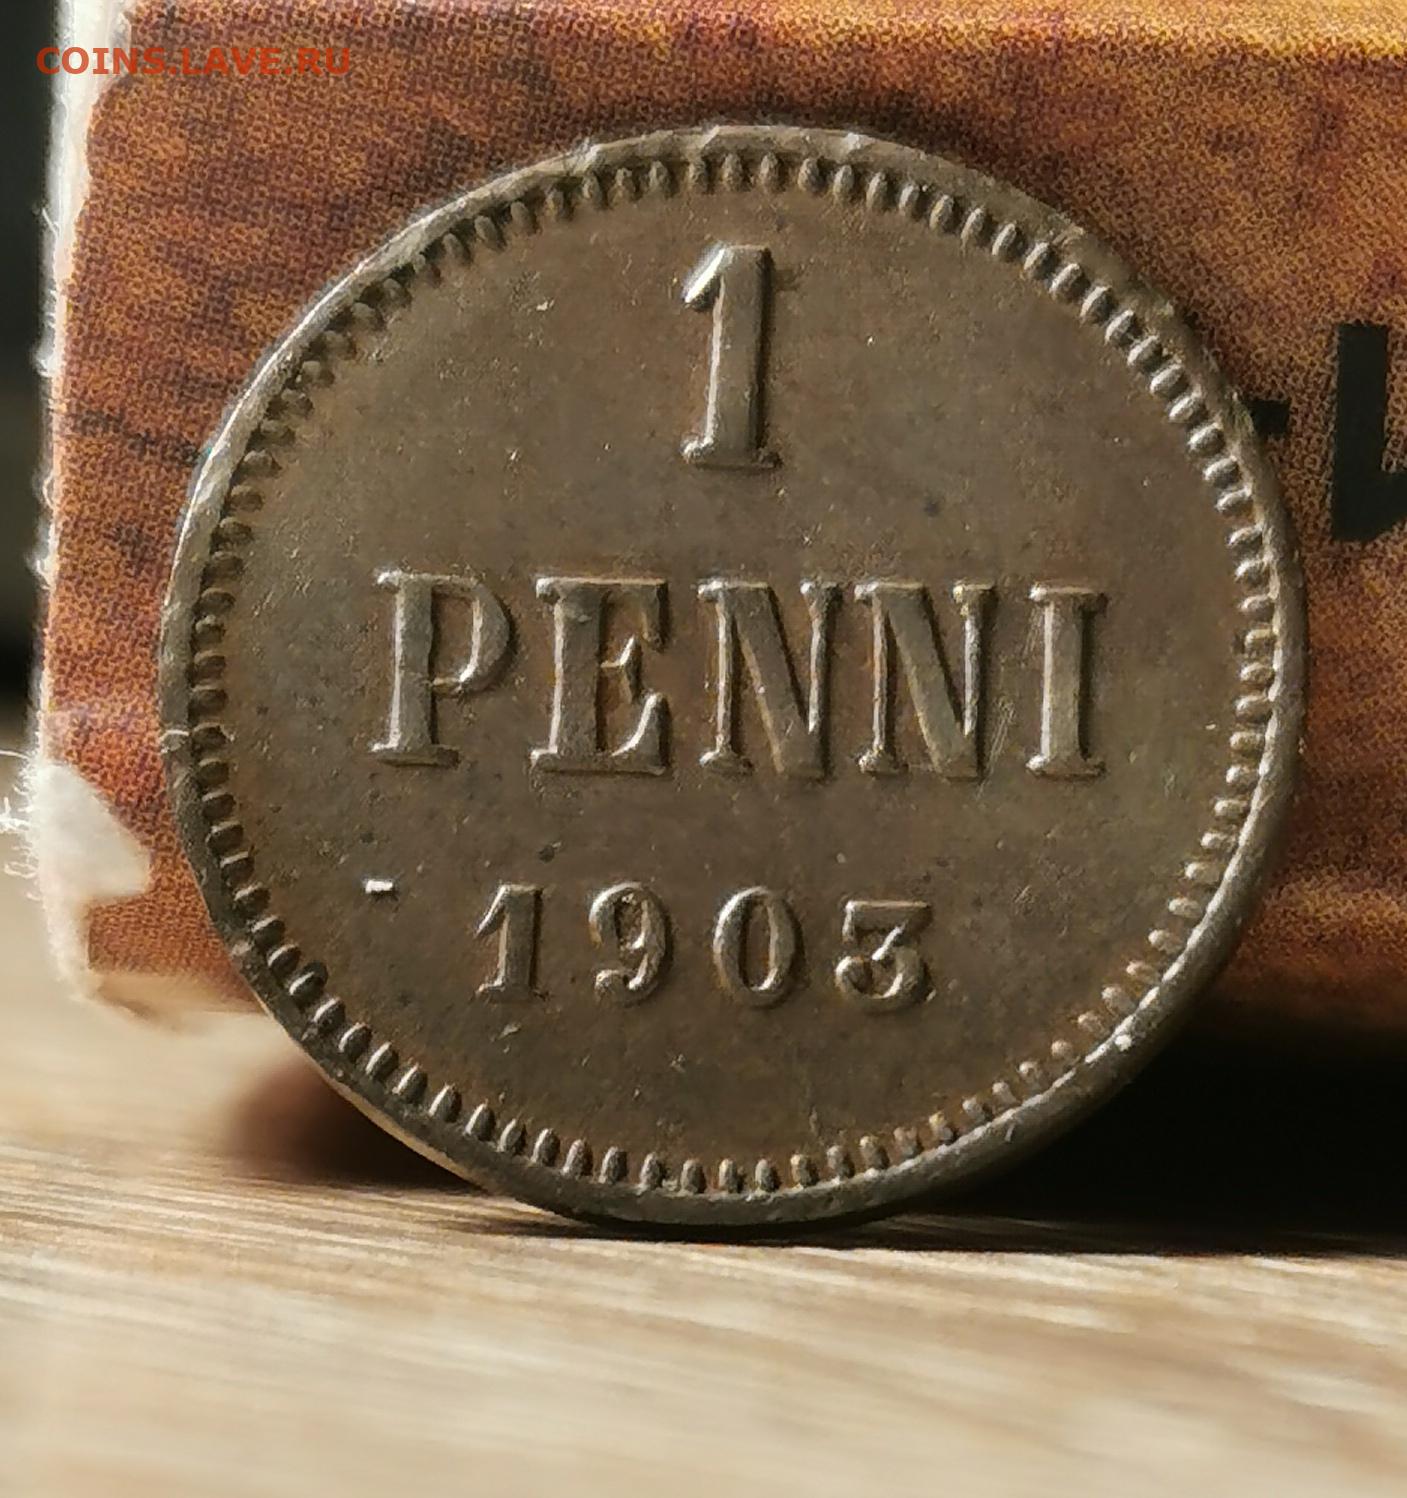 COINS.LAVE.RU
1
PENNI
1903